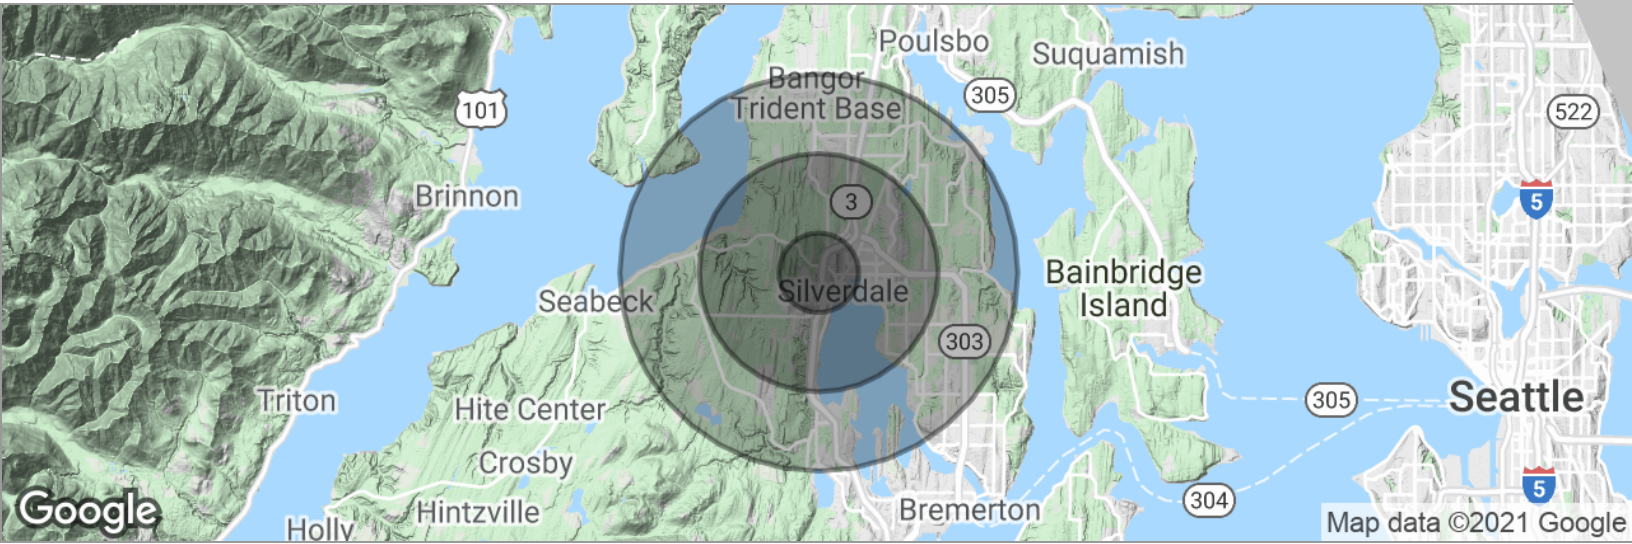 Poulsbo
Suquamish
Bangor
Trident Base
305
101
522
Brinnon
3
5
Bainbridge
Island
Seabeck
Silverdale
303
Triton
Hite Center
305
Seattle
Crosby
Google
Hintzville
Holly
Bremerton
304
5
Map data ©2021 Google